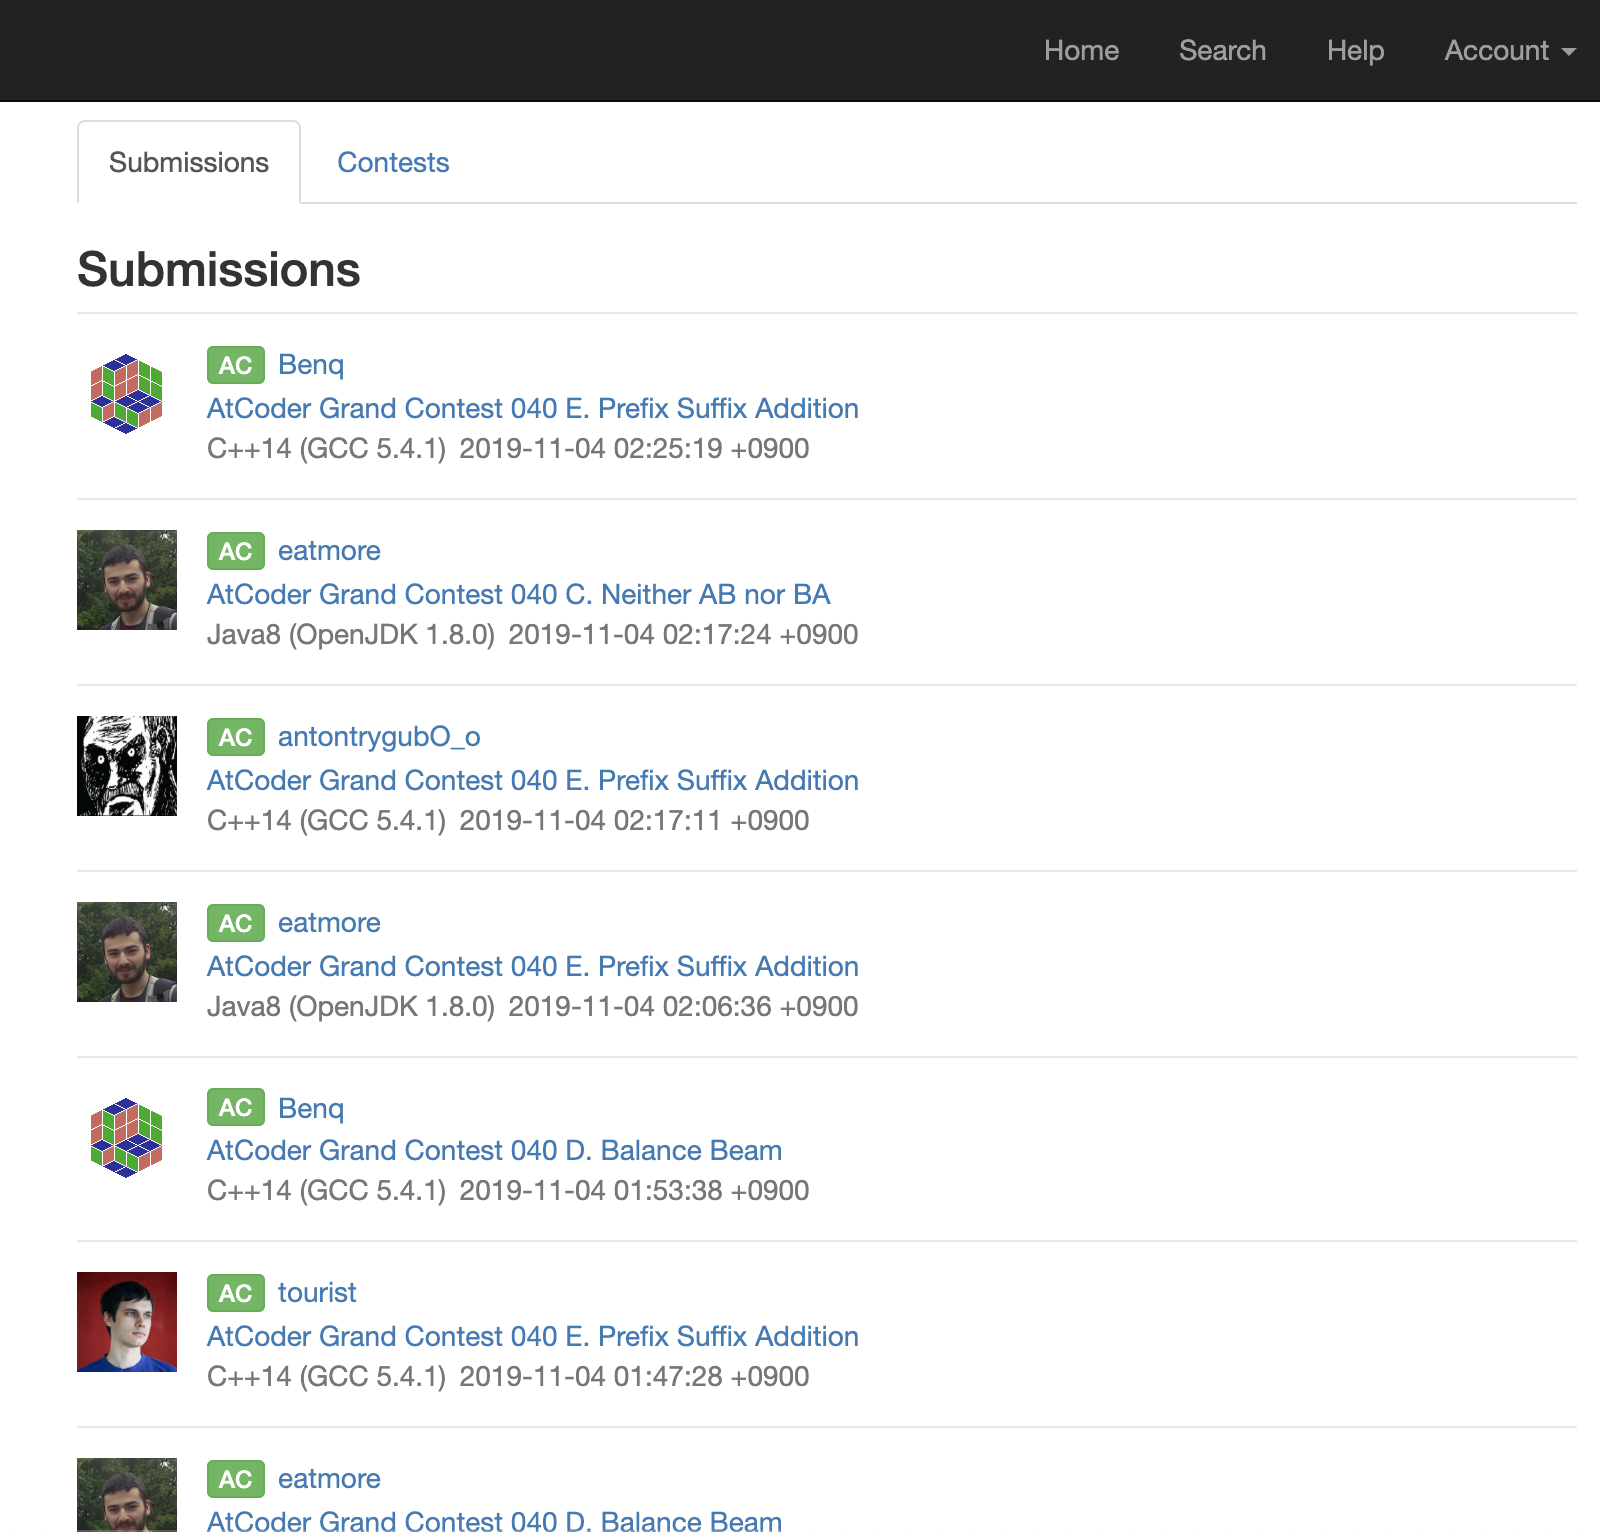 Home Search Help Account
Submissions Contests
Submissions
AC Benq
AtCoder Grand Contest 040 E. Prefix Suffix Addition
C++14 (GCC 5.4.1) 2019-11-04 02:25:19 +0900
AC eatmore
AtCoder Grand Contest 040 C. Neither AB nor BA
Java8 (OpenJDK 1.8.0) 2019-11-04 02:17:24 +0900
AC antontrygubO_o
AtCoder Grand Contest 040 E. Prefix Suffix Addition
C++14 (GCC 5.4.1) 2019-11-04 02:17:11 +0900
AC eatmore
AtCoder Grand Contest 040 E. Prefix Suffix Addition
Java8 (OpenJDK 1.8.0) 2019-11-04 02:06:36 +0900
AC Benq
AtCoder Grand Contest 040 D. Balance Beam
C++14 (GCC 5.4.1) 2019-11-04 01:53:38 +0900
AC tourist
AtCoder Grand Contest 040 E. Prefix Suffix Addition
C++14 (GCC 5.4.1) 2019-11-04 01:47:28 +0900
AC eatmore
AtCoder Grand Contest 040 D. Balance Beam